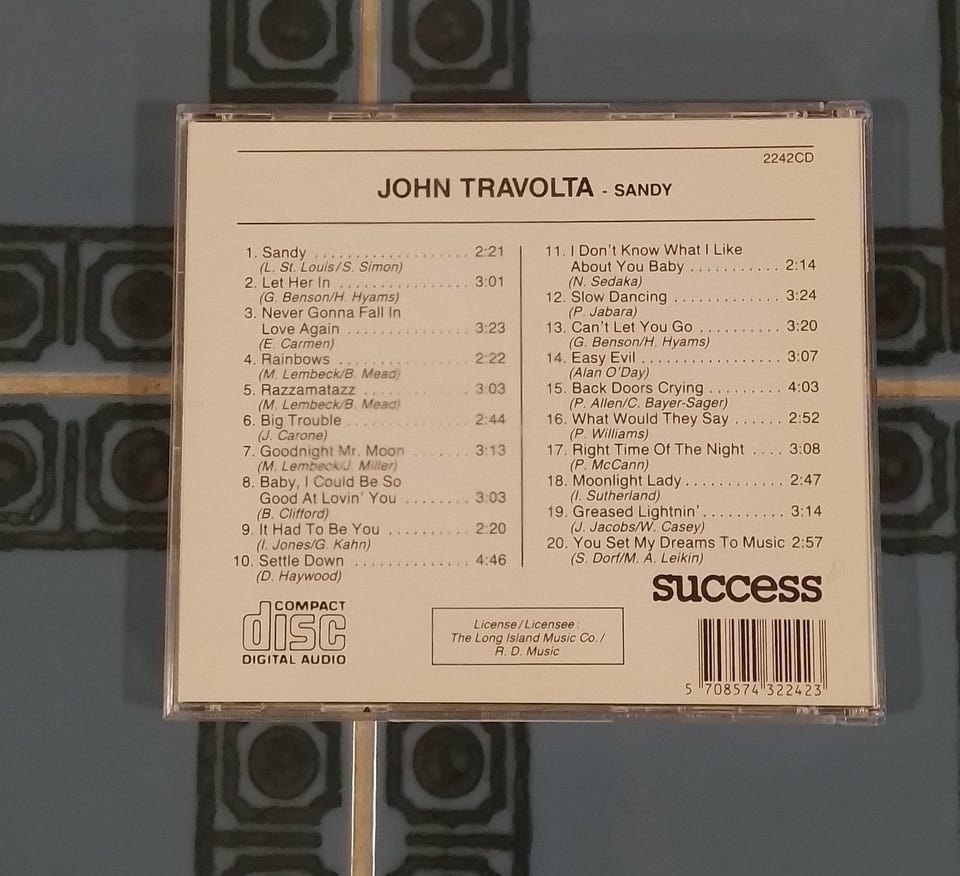 2242CD
JOHN TRAVOLTA - SANDY
1. Sandy .................... 2:21
(L. St. Louis/S. Simon)
2. Let Her In ................. 3:01
(G. Benson/H. Hyams)
3. Never Gonna Fall In
Love Again ................ 3:23
(E. Carmen)
4. Rainbows ................. 2:22
(M. Lembeck/B. Mead)
5. Razzamatazz .............. 3:03
(M. Lembeck/B. Mead)
6. Big Trouble ................ 2:44
(J. Carone)
7. Goodnight Mr. Moon ........ 3:13
(M. Lembeck/J. Miller)
8. Baby, I Could Be So
Good At Lovin' You ........ 3:03
(B. Clifford)
9. It Had To Be You .......... 2:20
(I. Jones/G. Kahn)
10. Settle Down .............. 4:46
(D. Haywood)
11. I Don't Know What I Like
About You Baby ........... 2:14
(N. Sedaka)
12. Slow Dancing ............. 3:24
(P. Jabara)
13. Can't Let You Go .......... 3:20
(G. Benson/H. Hyams)
14. Easy Evil ................. 3:07
(Alan O'Day)
15. Back Doors Crying ......... 4:03
(P. Allen/C. Bayer-Sager)
16. What Would They Say ...... 2:52
(P. Williams)
17. Right Time Of The Night .... 3:08
(P. McCann)
18. Moonlight Lady ............ 2:47
(I. Sutherland)
19. Greased Lightnin' .......... 3:14
(J. Jacobs/W. Casey)
20. You Set My Dreams To Music 2:57
(S. Dorf/M. A. Leikin)
success
COMPACT
disc
DIGITAL AUDIO
License/Licensee:
The Long Island Music Co./
R. D. Music
5 708574 322423